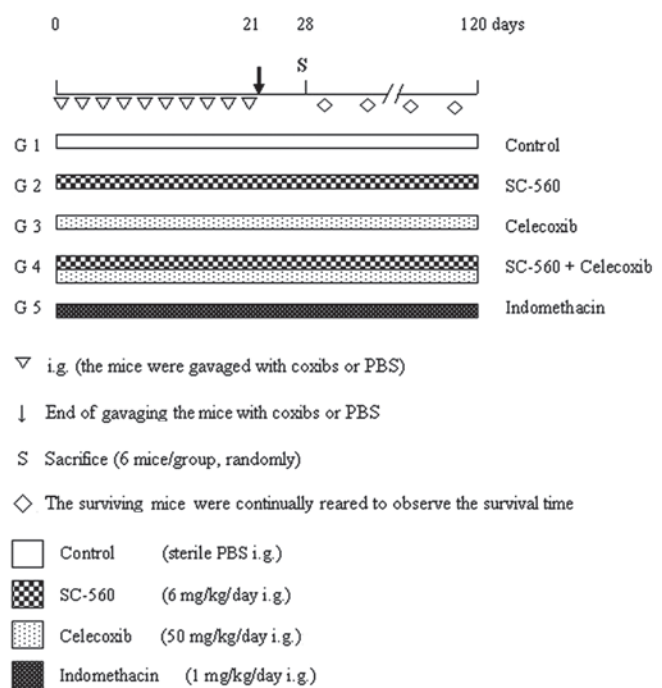 0 21 28 120 days
S
G 1 Control
G 2 SC-560
G 3 Celecoxib
G 4 SC-560 + Celecoxib
G 5 Indomethacin
i.g. (the mice were gavaged with coxibs or PBS)
End of gavaging the mice with coxibs or PBS
S Sacrifice (6 mice/group, randomly)
The surviving mice were continually reared to observe the survival time
Control (sterile PBS i.g.)
SC-560 (6 mg/kg/day i.g.)
Celecoxib (50 mg/kg/day i.g.)
Indomethacin (1 mg/kg/day i.g.)